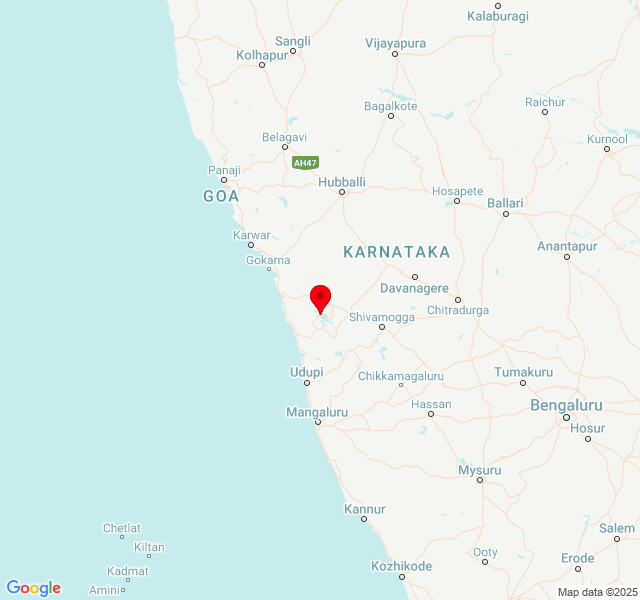 Kalaburagi
Sangli
Vijayapura
Kolhapur
Raichur
Bagalkote
Belagavi
Kurnool
AH47
Panaji
Hubballi
GOA
Hosapete
Ballari
Karwar
KARNATAKA
Anantapur
Gokarna
Davanagere
Chitradurga
Shivamogga
Udupi
Chikkamagaluru
Tumakuru
Mangaluru
Hassan
Bengaluru
Hosur
Mysuru
Kannur
Chetlat
Salem
Kiltan
Ooty
Erode
Kozhikode
Kadmat
Amini
Google
Map data ©2025